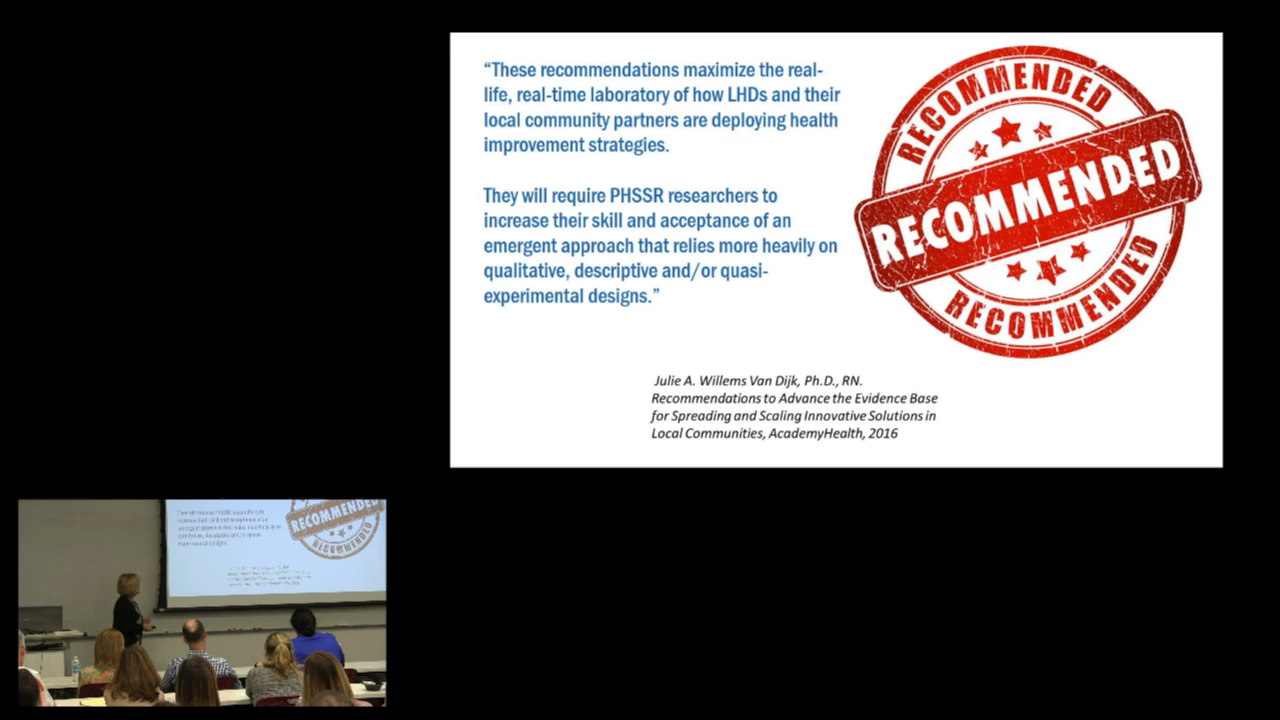 “These recommendations maximize the real-
life, real-time laboratory of how LHDs and their
local community partners are deploying health
improvement strategies.
They will require PHSSR researchers to
increase their skill and acceptance of an
emergent approach that relies more heavily on
qualitative, descriptive and/or quasi-
experimental designs.”
RECOMMENDED
RECOMMENDED
RECOMMENDED
Julie A. Willems Van Dijk, Ph.D., RN.
Recommendations to Advance the Evidence Base
for Spreading and Scaling Innovative Solutions in
Local Communities, AcademyHealth, 2016
RECOMMENDED
RECOMMENDED